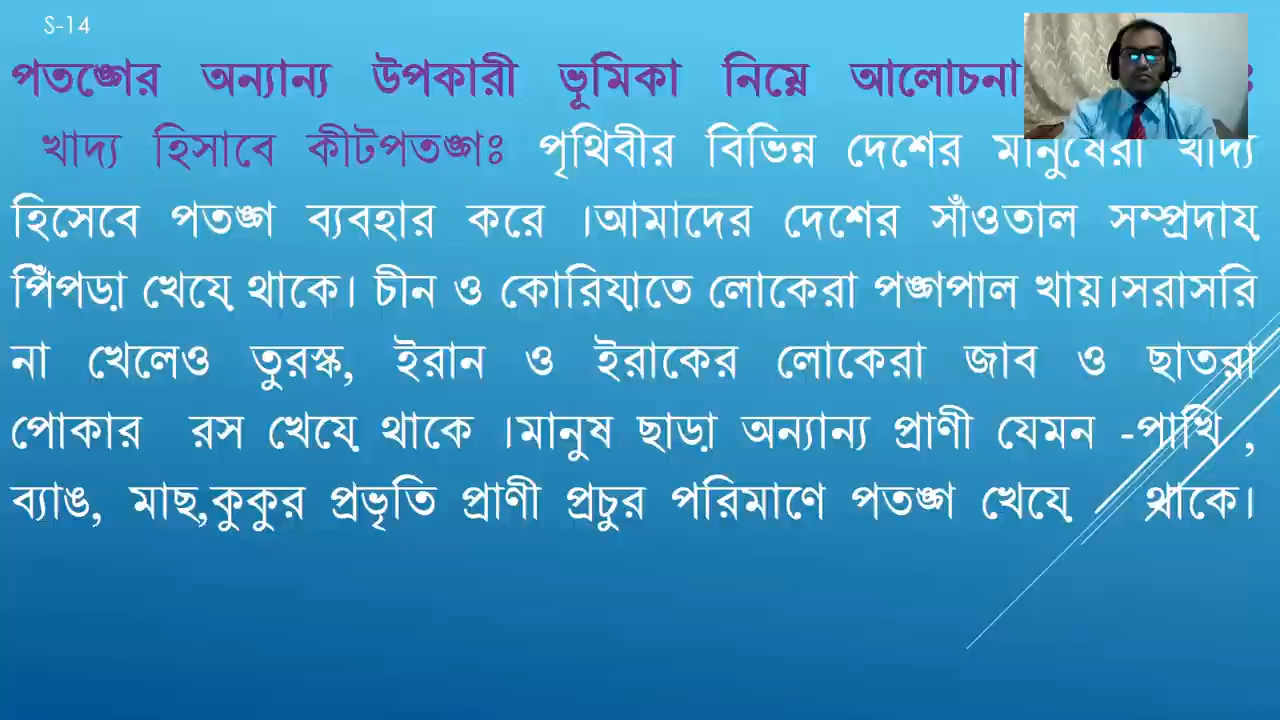 S-14
পতঙ্গের অন্যান্য উপকারী ভূমিকা নিম্নে আলোচনা ঃ
খাদ্য হিসাবে কীটপতঙ্গঃ পৃথিবীর বিভিন্ন দেশের মানুষেরা খাদ্য
হিসেবে পতঙ্গ ব্যবহার করে ।আমাদের দেশের সাঁওতাল সম্প্রদায়
পিঁপড়া খেয়ে থাকে। চীন ও কোরিয়াতে লোকেরা পঙ্গপাল খায়।সরাসরি
না খেলেও তুরস্ক, ইরান ও ইরাকের লোকেরা জাব ও ছাতরা
পোকার রস খেয়ে থাকে ।মানুষ ছাড়া অন্যান্য প্রাণী যেমন -পাখি ,
ব্যাঙ, মাছ,কুকুর প্রভৃতি প্রাণী প্রচুর পরিমাণে পতঙ্গ খেয়ে থাকে।